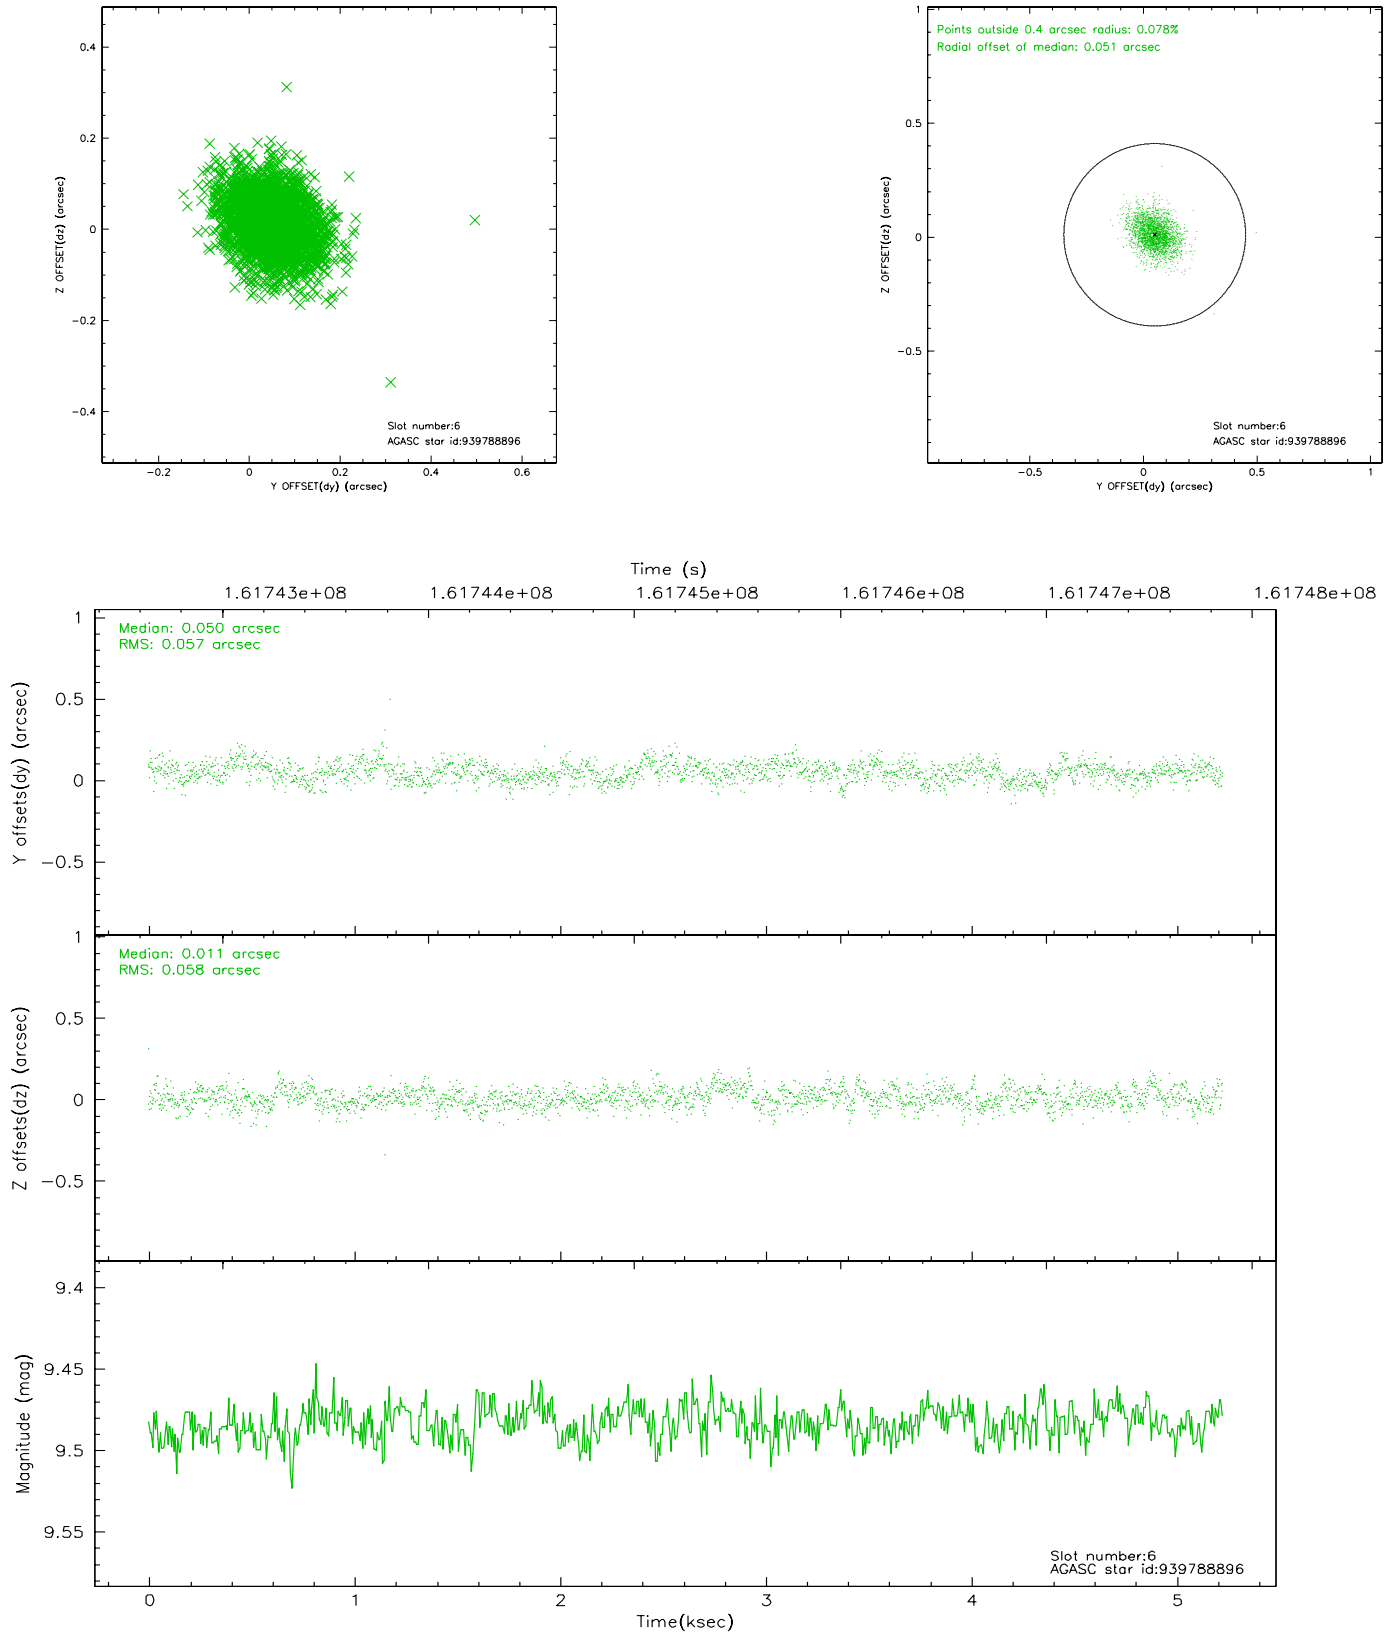 0.4
0.2
0
-0.2
-0.4
Z OFFSET(dz) (arcsec)
Slot number:6
AGASC star id:939788896
-0.2 0 0.2 0.4 0.6
Y OFFSET(dy) (arcsec)
1
0.5
0
-0.5
Z OFFSET(dz) (arcsec)
Points outside 0.4 arcsec radius: 0.078%
Radial offset of median: 0.051 arcsec
Slot number:6
AGASC star id:939788896
-0.5 0 0.5 1
Y OFFSET(dy) (arcsec)
Time (s)
1.61743e+08 1.61744e+08 1.61745e+08 1.61746e+08 1.61747e+08 1.61748e+08
1
0.5
0
-0.5
Y offsets(dy) (arcsec)
Median: 0.050 arcsec
RMS: 0.057 arcsec
1
0.5
0
-0.5
Z offsets(dz) (arcsec)
Median: 0.011 arcsec
RMS: 0.058 arcsec
9.4
9.45
9.5
9.55
Magnitude (mag)
Slot number:6
AGASC star id:939788896
0 1 2 3 4 5
Time(ksec)